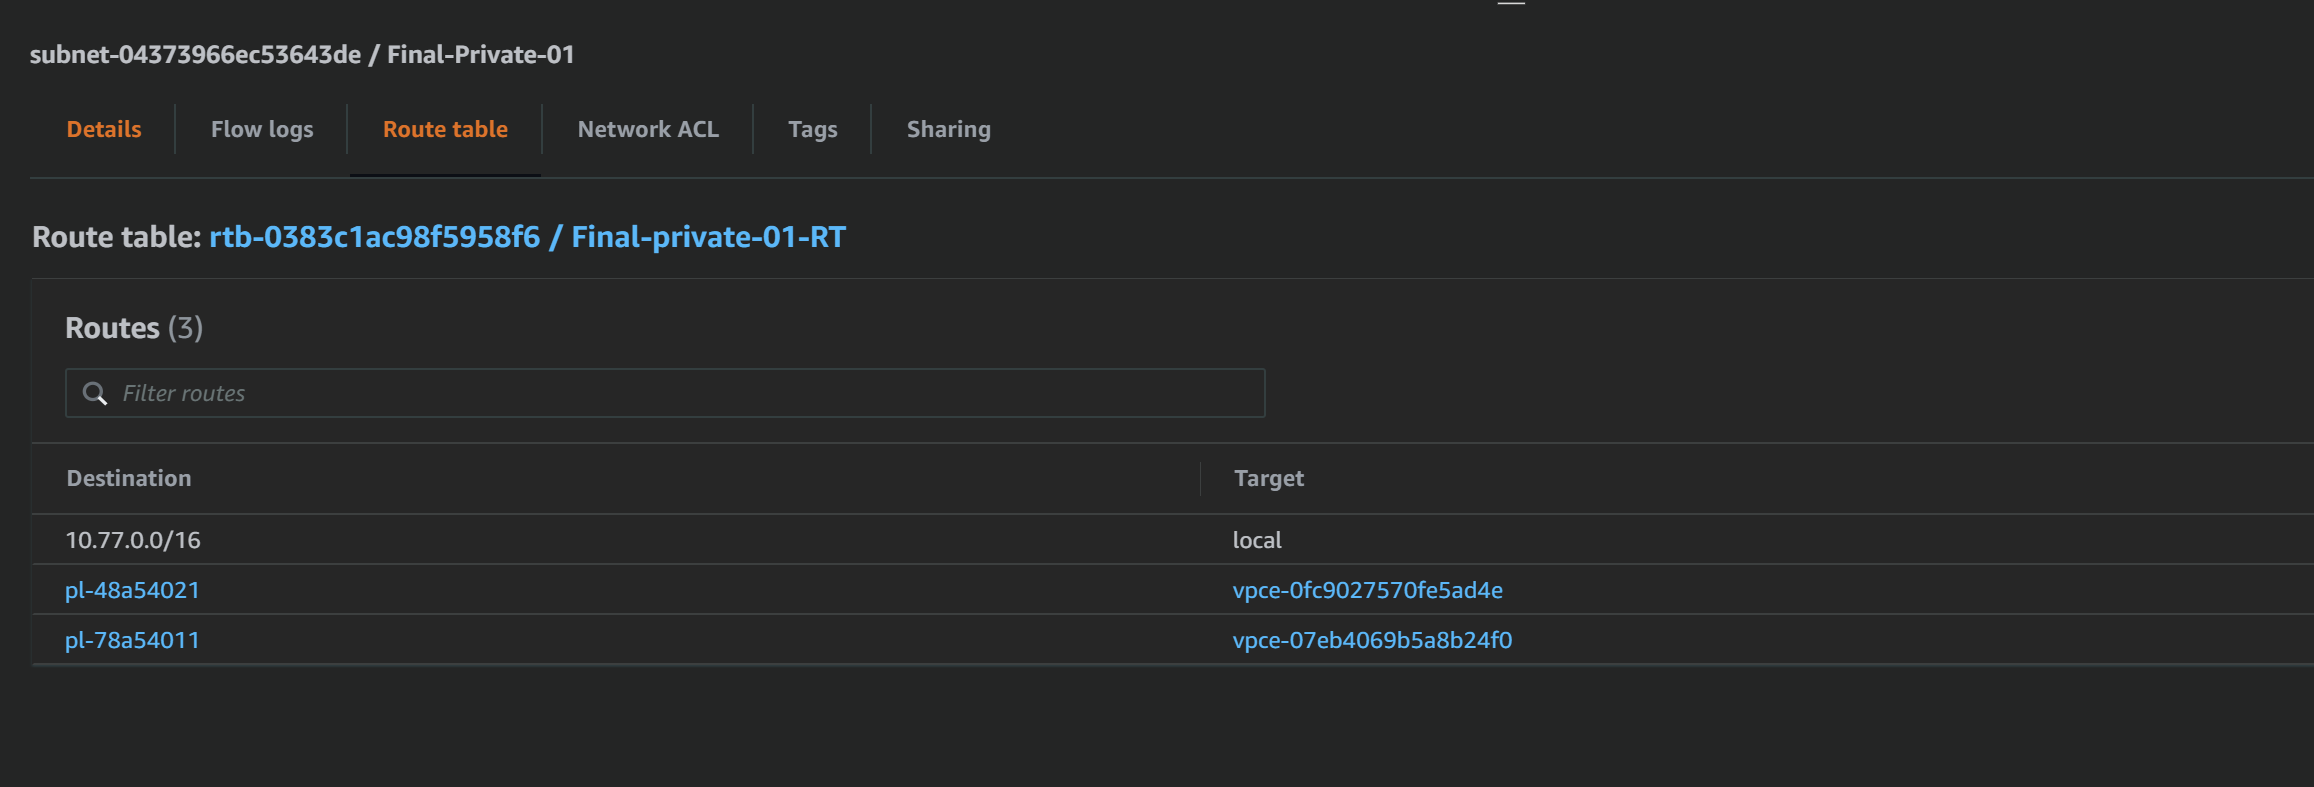 subnet-04373966ec53643de / Final-Private-01
Details Flow logs Route table Network ACL Tags Sharing
Route table: rtb-0383c1ac98f5958f6 / Final-private-01-RT
Routes (3)
Filter routes
Destination Target
10.77.0.0/16 local
pl-48a54021 vpce-0fc9027570fe5ad4e
pl-78a54011 vpce-07eb4069b5a8b24f0